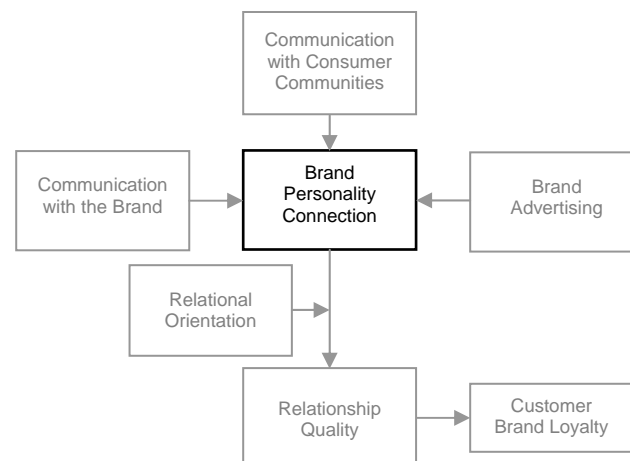 Communication
with Consumer
Communities
Communication
with the Brand
Brand
Personality
Connection
Brand
Advertising
Relational
Orientation
Relationship
Quality
Customer
Brand Loyalty